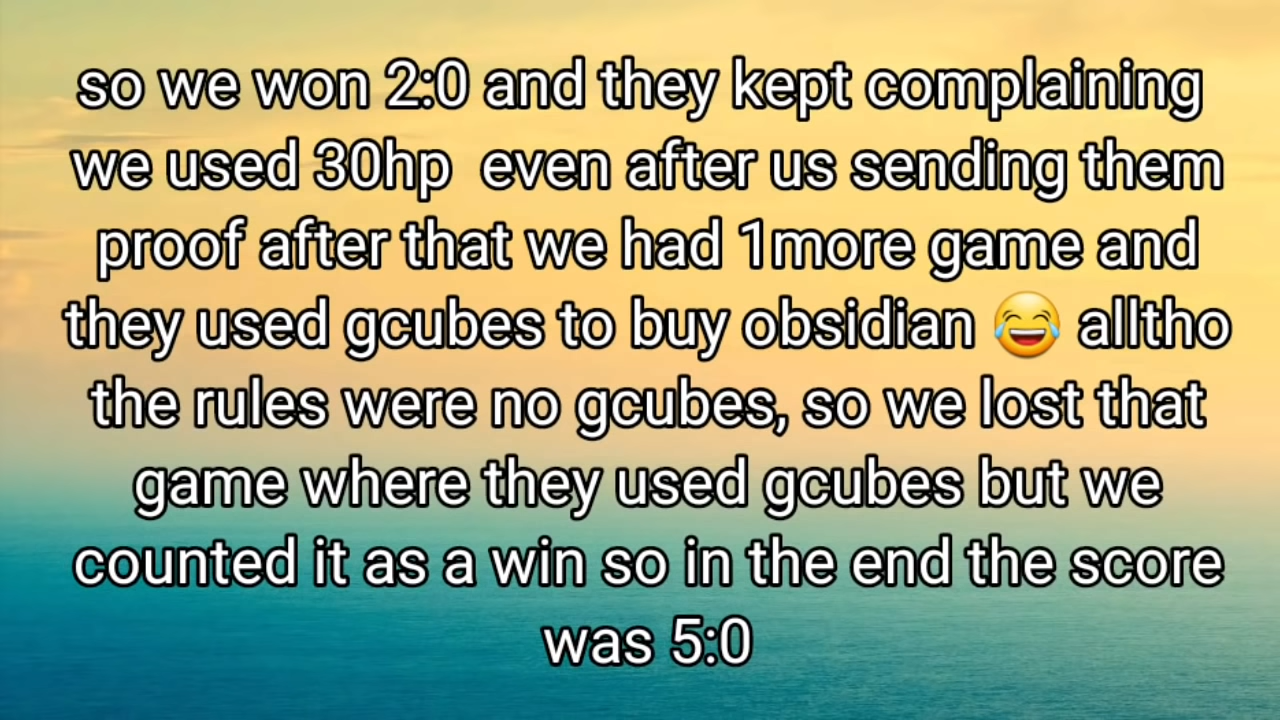 so we won 2:0 and they kept complaining
we used 30hp  even after us sending them
proof after that we had 1more game and
they used gcubes to buy obsidian 😂 alltho
the rules were no gcubes, so we lost that
game where they used gcubes but we
counted it as a win so in the end the score
was 5:0